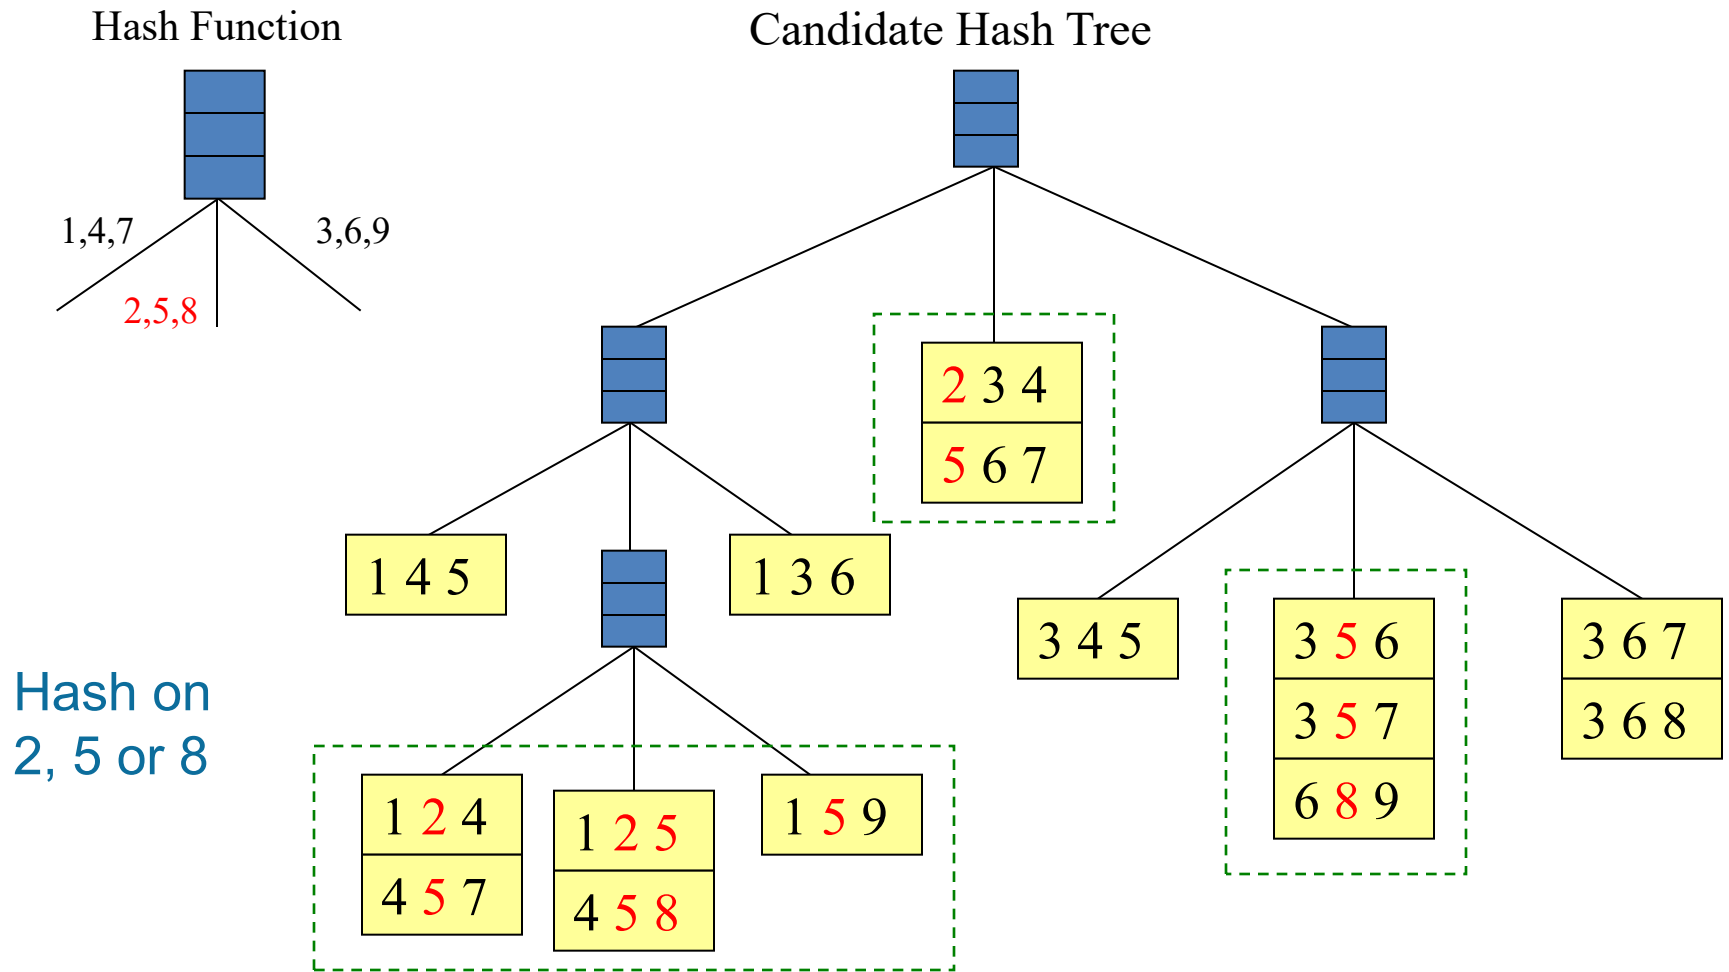 Hash Function
Candidate Hash Tree
1,4,7
3,6,9
2,5,8
2 3 4
5 6 7
1 4 5
1 3 6
3 4 5
3 5 6
3 6 7
3 5 7
3 6 8
6 8 9
Hash on
2, 5 or 8
1 2 4
1 2 5
1 5 9
4 5 7
4 5 8